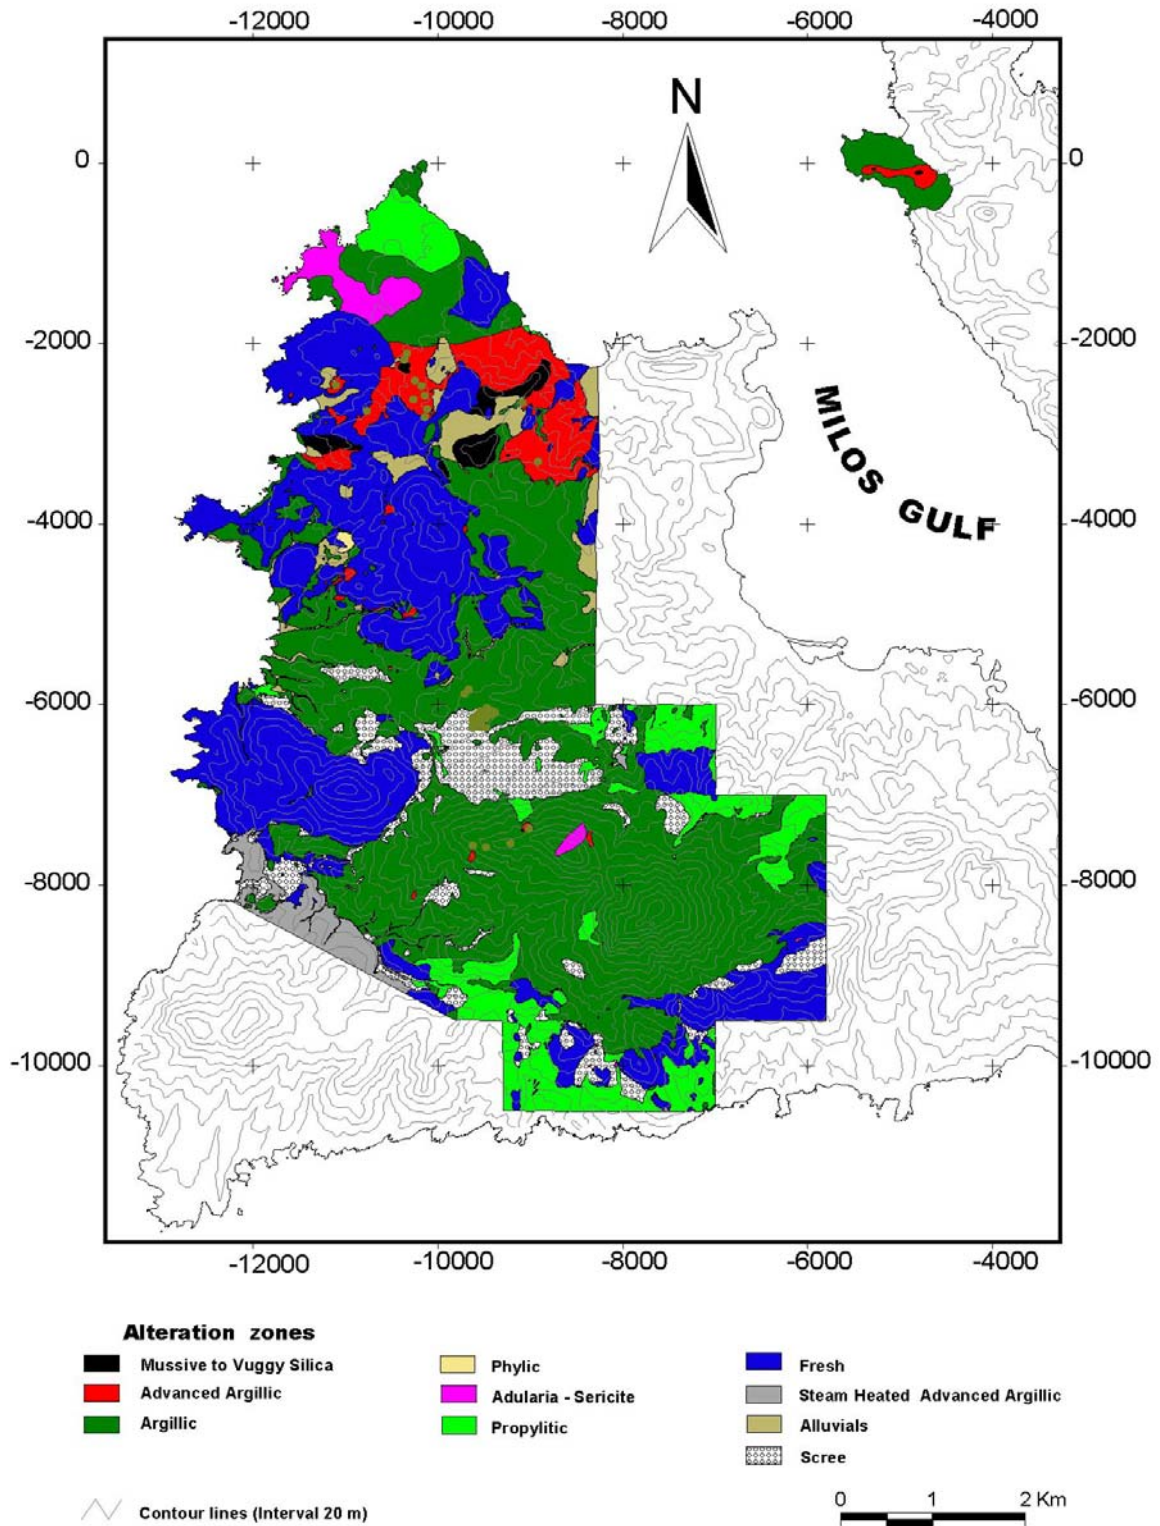 -12000 -10000 -8000 -6000 -4000
N
0 0
-2000 -2000
MILOS GULF
-4000 -4000
-6000 -6000
-8000 -8000
-10000 -10000
-12000 -10000 -8000 -6000 -4000
Alteration zones
Mussive to Vuggy Silica Phylic Fresh
Advanced Argillic Adularia - Sericite Steam Heated Advanced Argillic
Argillic Propylitic Alluvials
Scree
Contour lines (Interval 20 m) 0 1 2 Km